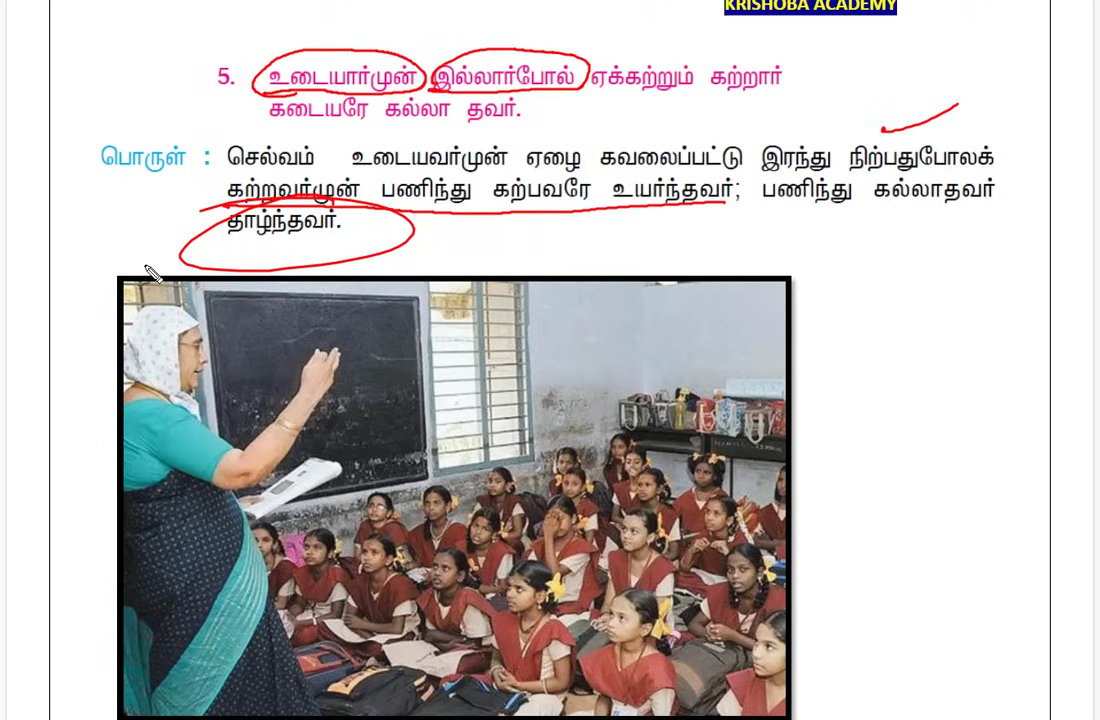 KRISHOBA ACADEMY
5. உடையார்முன் இல்லார்போல் ஏக்கற்றும் கற்றார்
கடையரே கல்லா தவர்.
பொருள் : செல்வம் உடையவர்முன் ஏழை கவலைப்பட்டு இரந்து நிற்பதுபோலக்
கற்றவர்முன் பணிந்து கற்பவரே உயர்ந்தவர்; பணிந்து கல்லாதவர்
தாழ்ந்தவர்.